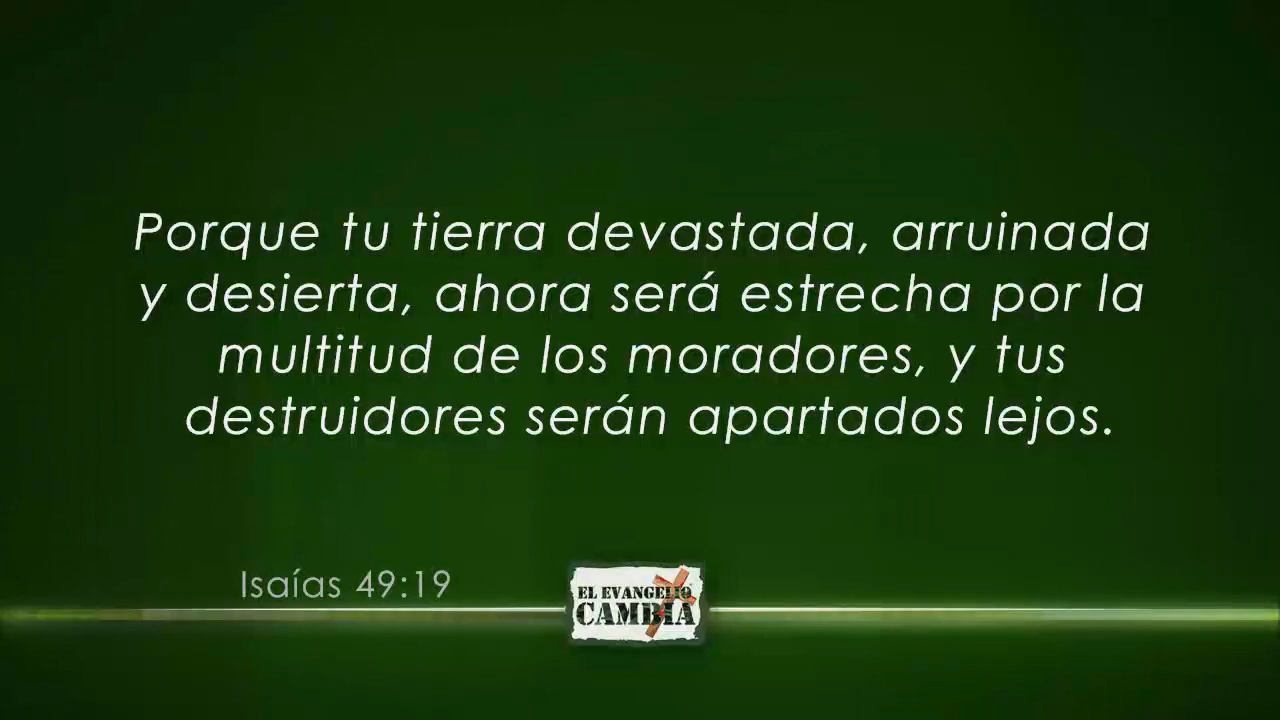 Porque tu tierra devastada, arruinada
y desierta, ahora será estrecha por la
multitud de los moradores, y tus
destruidores serán apartados lejos.
Isaías 49:19
EL EVANGELIO
CAMBIA